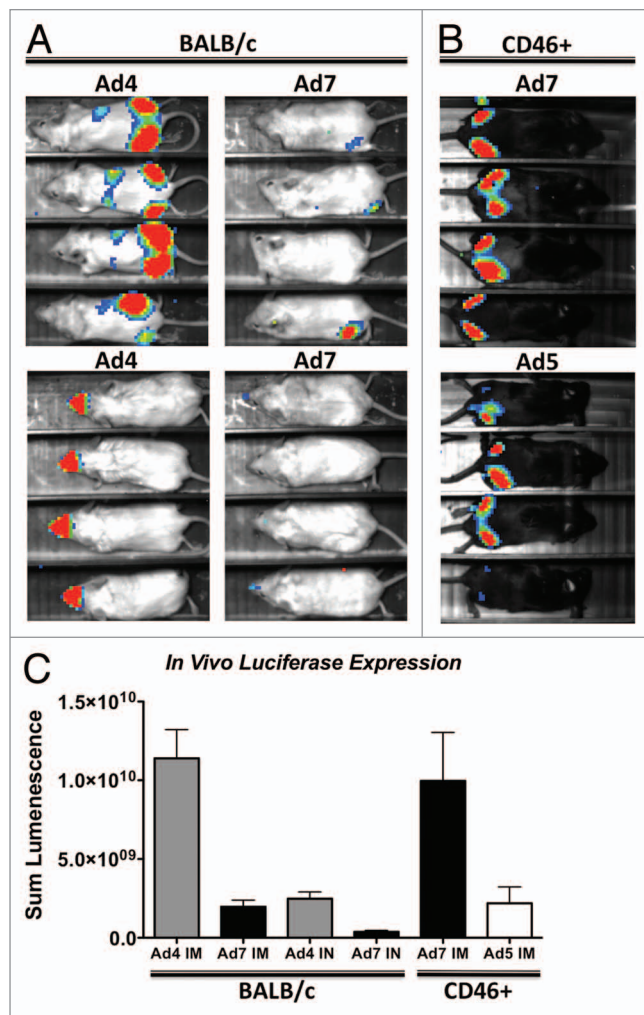 A
BALB/c
Ad4 Ad7
Ad4 Ad7
B
CD46+
Ad7
Ad5
C
In Vivo Luciferase Expression
Sum Lumenescence
1.5×10¹⁰
1.0×10¹⁰
5.0×10⁰⁹
0.0
Ad4 IM Ad7 IM Ad4 IN Ad7 IN Ad7 IM Ad5 IM
BALB/c CD46+